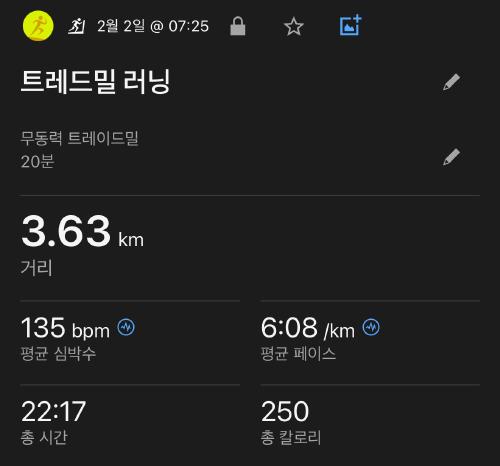 2월 2일 @ 07:25
트레드밀 러닝
무동력 트레이드밀
20분
3.63 km
거리
135 bpm
평균 심박수
6:08 /km
평균 페이스
22:17
총 시간
250
총 칼로리